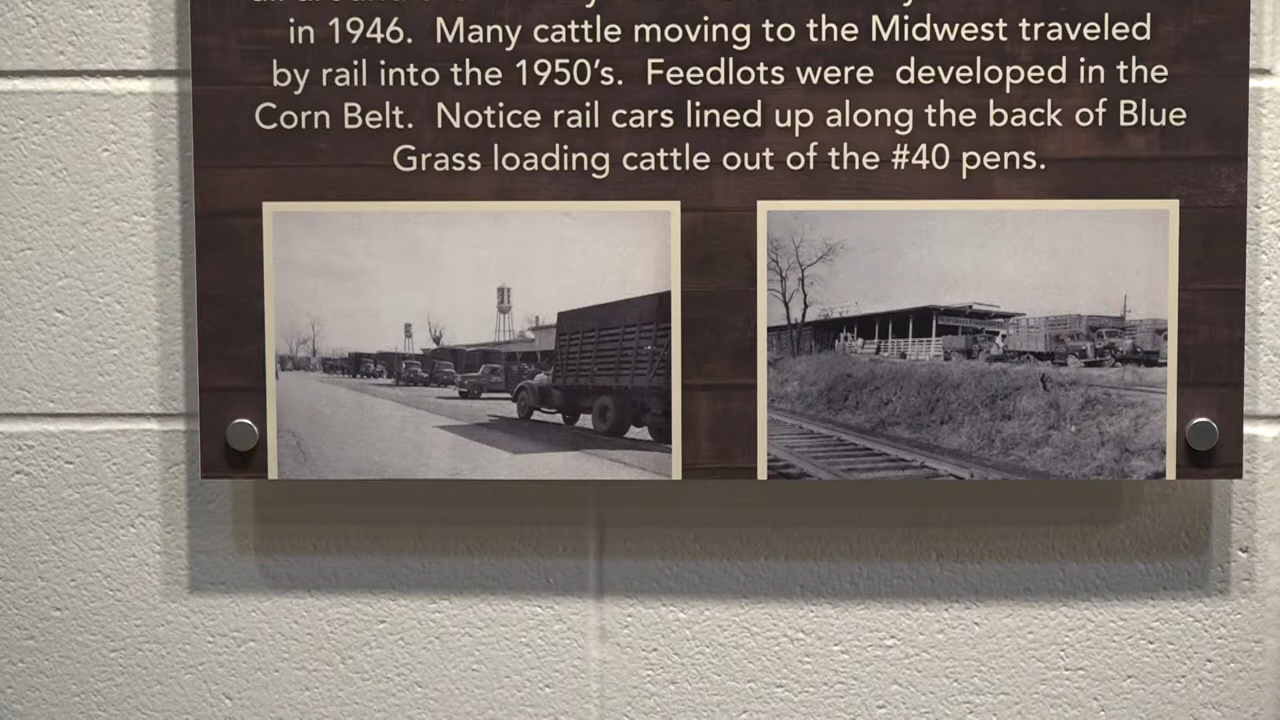 in 1946. Many cattle moving to the Midwest traveled
by rail into the 1950's. Feedlots were developed in the
Corn Belt. Notice rail cars lined up along the back of Blue
Grass loading cattle out of the #40 pens.